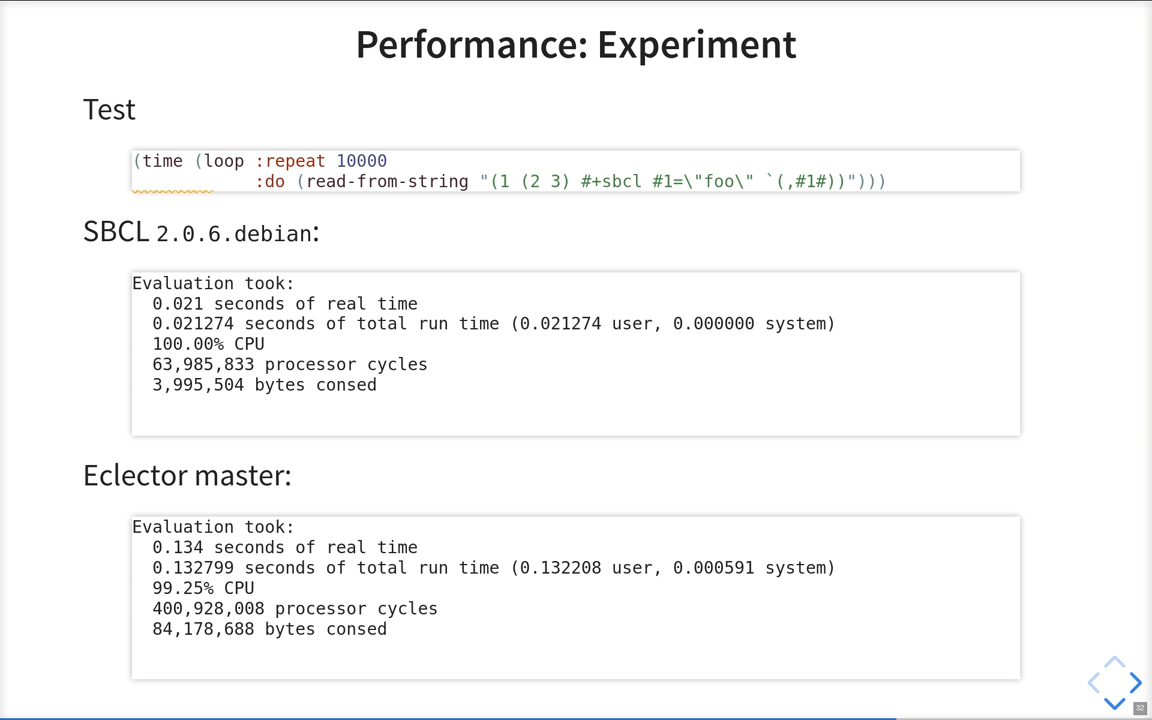 Performance: Experiment
Test
(time (loop :repeat 10000
:do (read-from-string "(1 (2 3) #+sbcl #1=\"foo\" `(,#1#))")))
SBCL 2.0.6.debian:
Evaluation took:
0.021 seconds of real time
0.021274 seconds of total run time (0.021274 user, 0.000000 system)
100.00% CPU
63,985,833 processor cycles
3,995,504 bytes consed
Eclector master:
Evaluation took:
0.134 seconds of real time
0.132799 seconds of total run time (0.132208 user, 0.000591 system)
99.25% CPU
400,928,008 processor cycles
84,178,688 bytes consed
32